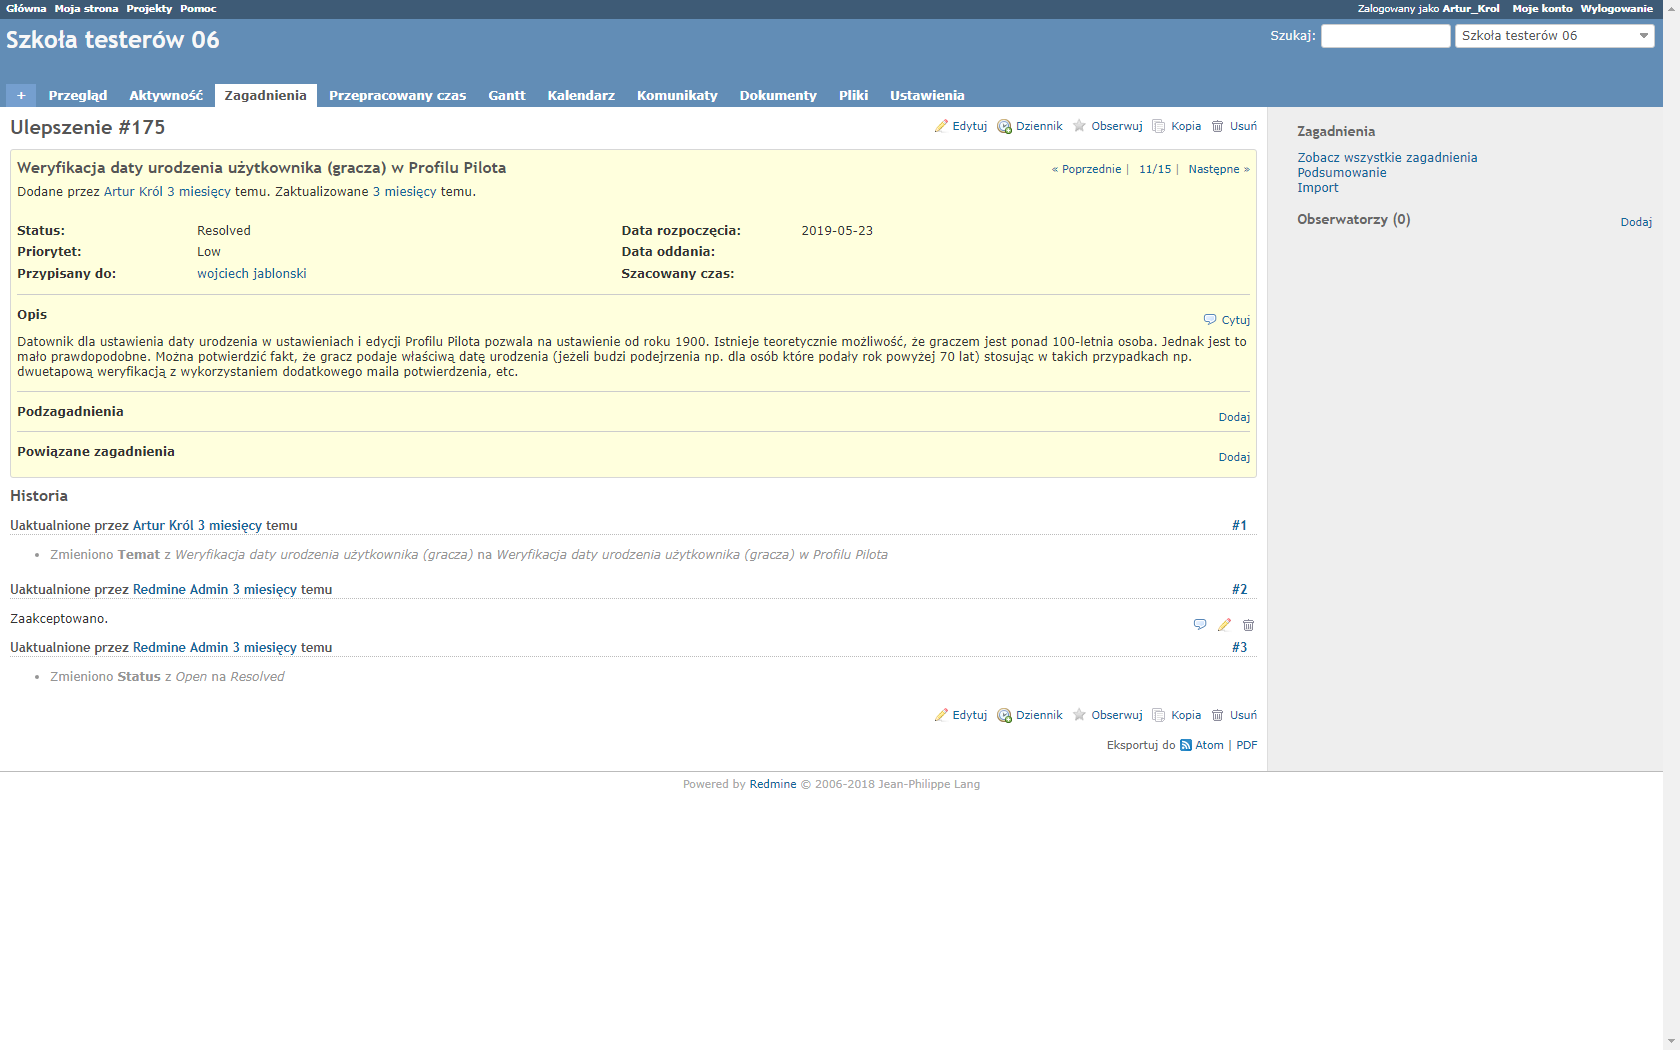 Główna Moja strona Projekty Pomoc
Zalogowany jako Artur_Krol Moje konto Wylogowanie
Szkoła testerów 06
Szukaj: Szkoła testerów 06
+ Przegląd Aktywność Zagadnienia Przepracowany czas Gantt Kalendarz Komunikaty Dokumenty Pliki Ustawienia
Ulepszenie #175
Edytuj Dziennik Obserwuj Kopia Usuń
Weryfikacja daty urodzenia użytkownika (gracza) w Profilu Pilota
« Poprzednie | 11/15 | Następne »
Dodane przez Artur Król 3 miesięcy temu. Zaktualizowane 3 miesięcy temu.
Status: Resolved Data rozpoczęcia: 2019-05-23
Priorytet: Low Data oddania:
Przypisany do: wojciech jablonski Szacowany czas:
Opis
Cytuj
Datownik dla ustawienia daty urodzenia w ustawieniach i edycji Profilu Pilota pozwala na ustawienie od roku 1900. Istnieje teoretycznie możliwość, że graczem jest ponad 100-letnia osoba. Jednak jest to
mało prawdopodobne. Można potwierdzić fakt, że gracz podaje właściwą datę urodzenia (jeżeli budzi podejrzenia np. dla osób które podały rok powyżej 70 lat) stosując w takich przypadkach np.
dwuetapową weryfikacją z wykorzystaniem dodatkowego maila potwierdzenia, etc.
Podzagadnienia
Dodaj
Powiązane zagadnienia
Dodaj
Historia
Uaktualnione przez Artur Król 3 miesięcy temu #1
Zmieniono Temat z Weryfikacja daty urodzenia użytkownika (gracza) na Weryfikacja daty urodzenia użytkownika (gracza) w Profilu Pilota
Uaktualnione przez Redmine Admin 3 miesięcy temu #2
Zaakceptowano.
Uaktualnione przez Redmine Admin 3 miesięcy temu #3
Zmieniono Status z Open na Resolved
Edytuj Dziennik Obserwuj Kopia Usuń
Eksportuj do Atom | PDF
Zagadnienia
Zobacz wszystkie zagadnienia
Podsumowanie
Import
Obserwatorzy (0)
Dodaj
Powered by Redmine © 2006-2018 Jean-Philippe Lang